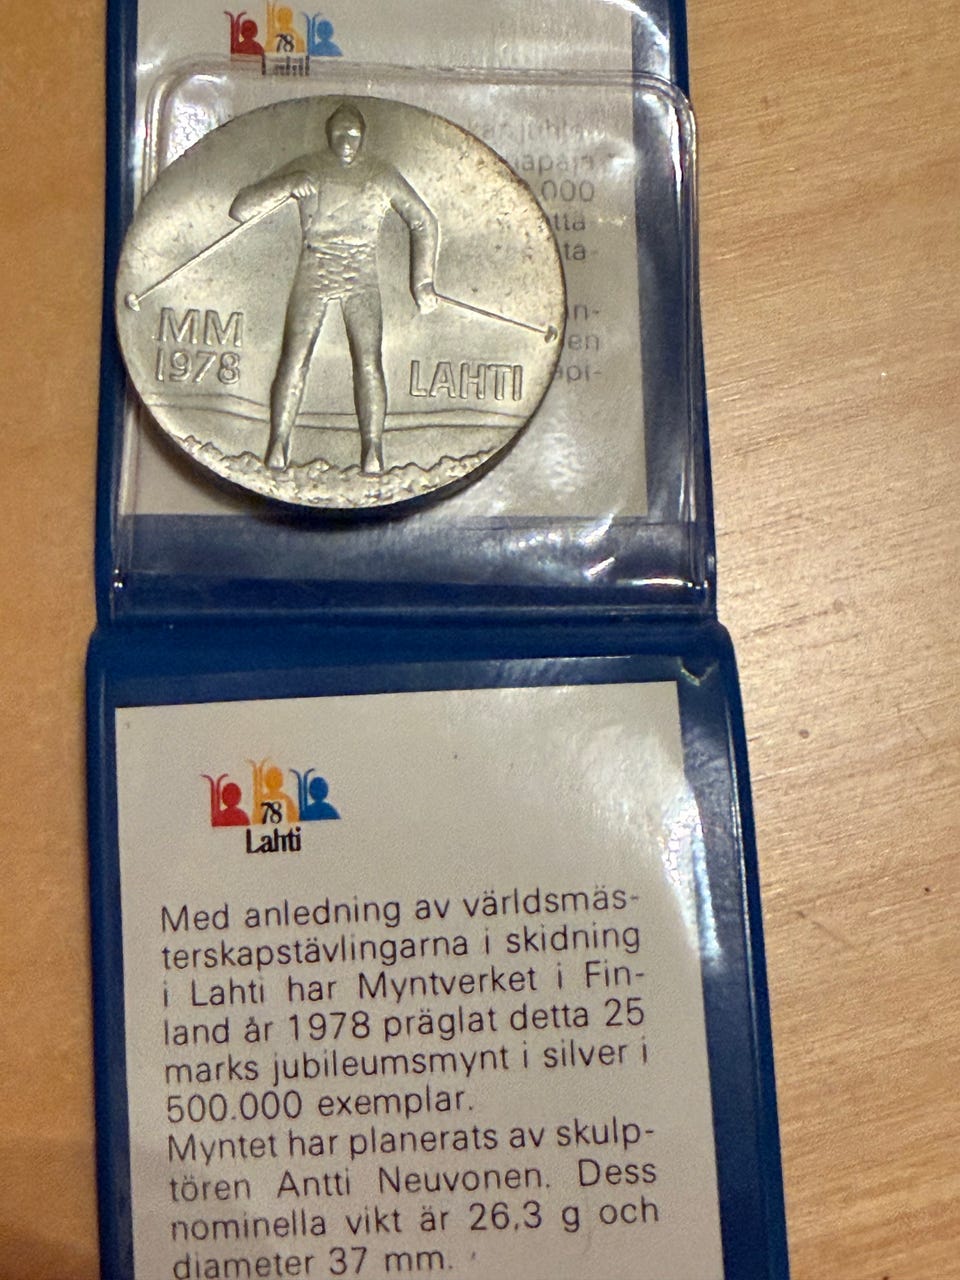 78
Lahti
MM
1978
LAHTI
.000
78
Lahti
Med anledning av världsmäs-
terskapstävlingarna i skidning
i Lahti har Myntverket i Fin-
land år 1978 präglat detta 25
marks jubileumsmynt i silver i
500.000 exemplar.
Myntet har planerats av skulp-
tören Antti Neuvonen. Dess
nominella vikt är 26,3 g och
diameter 37 mm.